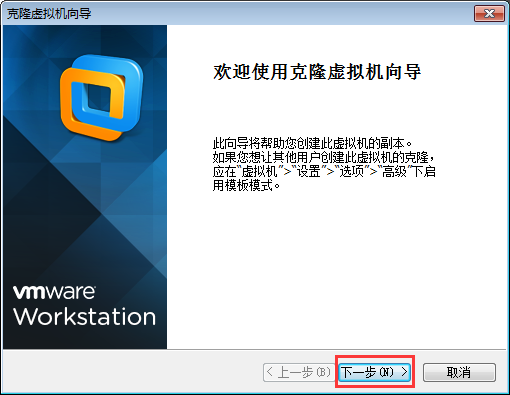 克隆虚拟机向导
欢迎使用克隆虚拟机向导
此向导将帮助您创建此虚拟机的副本。
如果您想让其他用户创建此虚拟机的克隆，
应在"虚拟机">"设置">"选项">"高级"下启
用模板模式。
vmware
Workstation
< 上一步(B)
下一步(N) >
取消